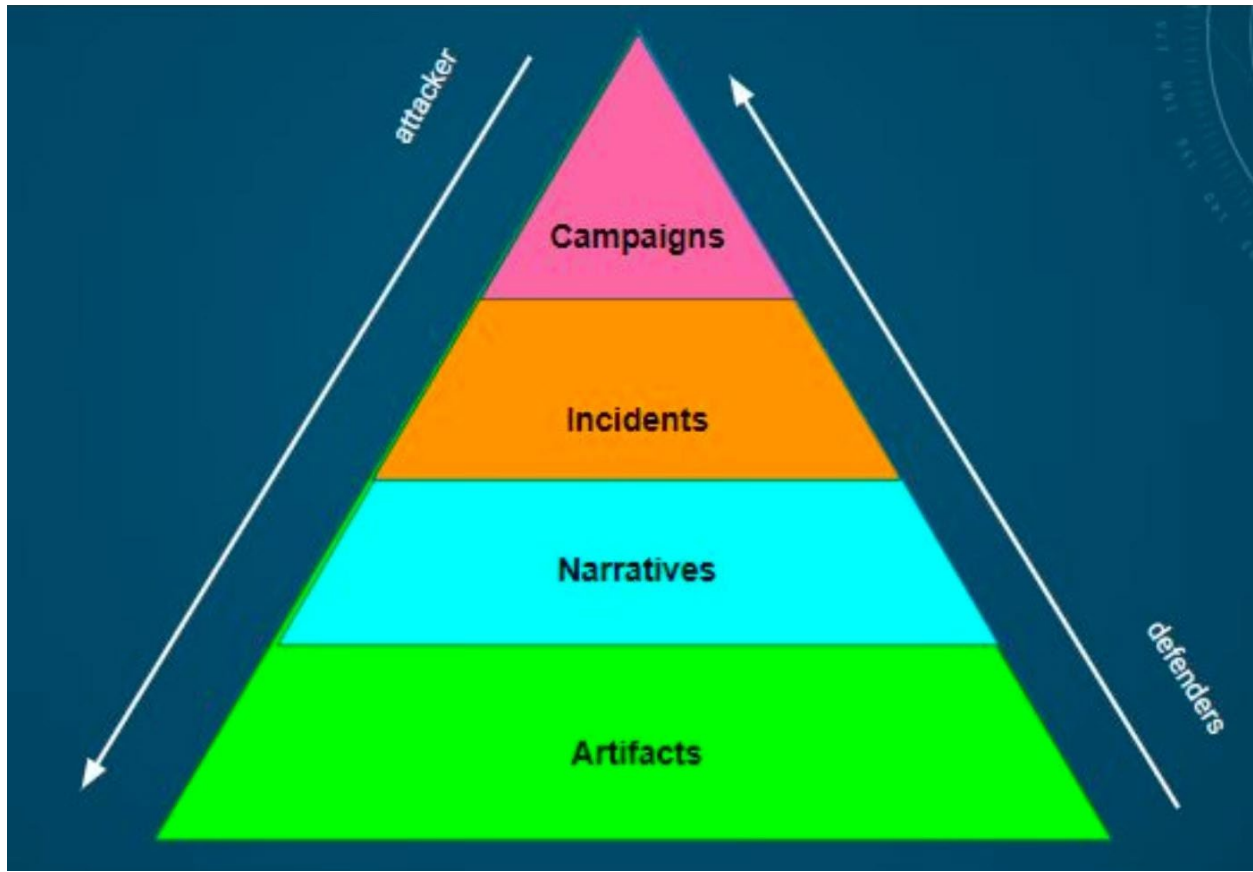 attacker
Campaigns
Incidents
Narratives
defenders
Artifacts